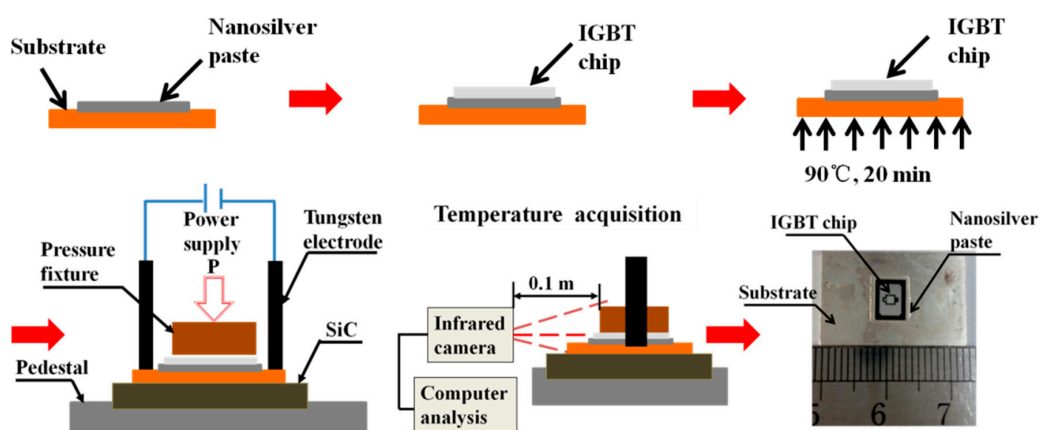 Substrate
Nanosilver
paste
IGBT
chip
IGBT
chip
90℃, 20 min
Power
supply
P
Tungsten
electrode
Pressure
fixture
SiC
Pedestal
Temperature acquisition
0.1 m
Infrared
camera
Computer
analysis
IGBT chip
Nanosilver
paste
Substrate
5 6 7